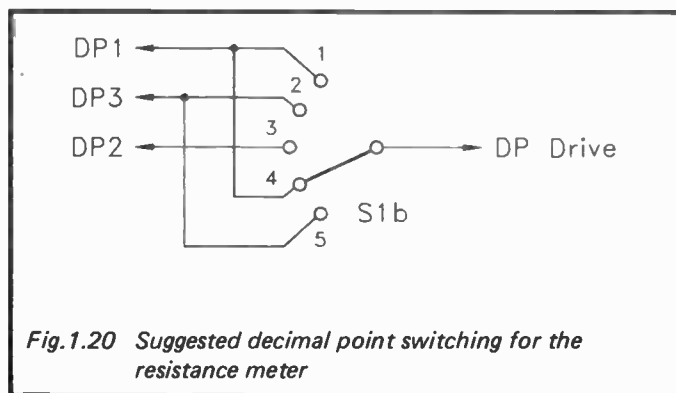 DP1
1
DP3
2
DP2
3
DP Drive
4
S1b
5
Fig.1.20 Suggested decimal point switching for the
resistance meter